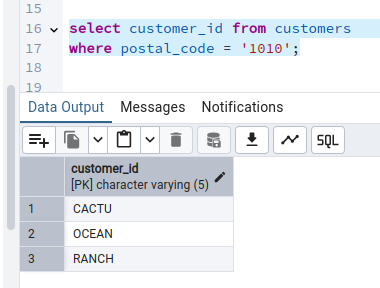 15
16 select customer_id from customers
17 where postal_code = '1010';
18
19
Data Output Messages Notifications
SQL
customer_id
[PK] character varying (5)
1 CACTU
2 OCEAN
3 RANCH